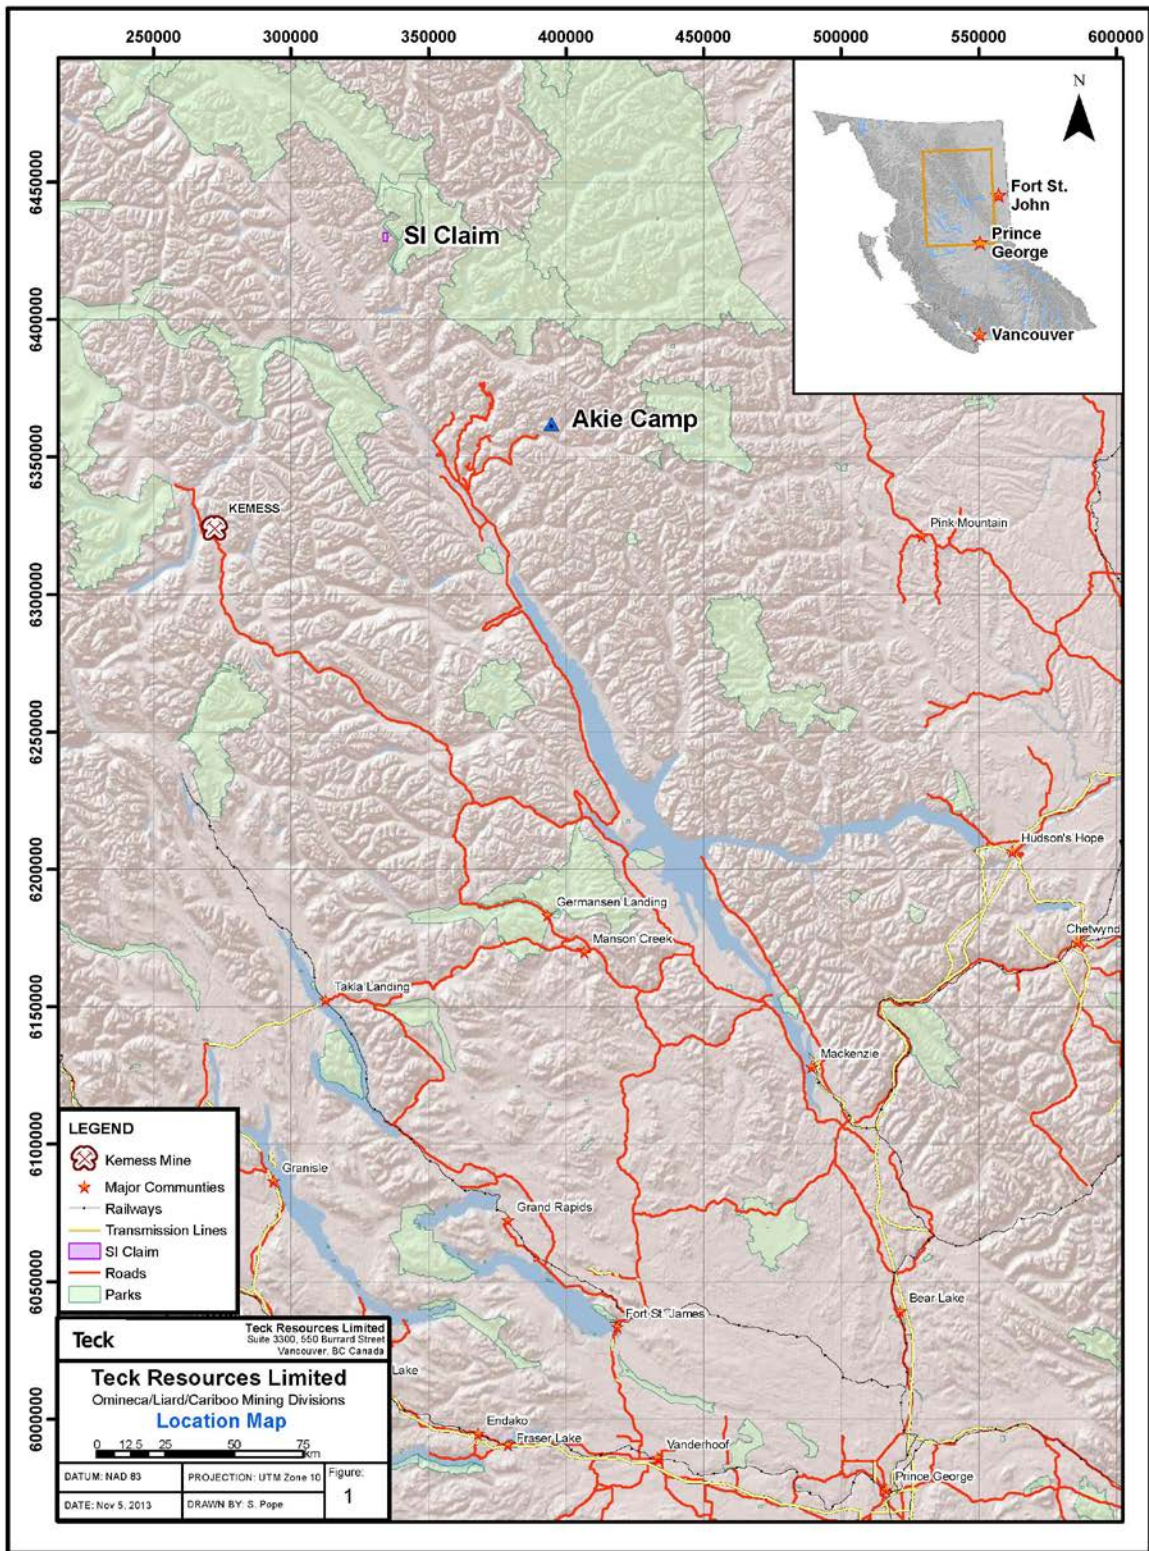 250000 300000 350000 400000 450000 500000 550000 600000
N
Fort St.
John
Prince
George
Vancouver
6450000
6400000
6350000
6300000
6250000
6200000
6150000
6100000
6050000
6000000
SI Claim
Akie Camp
KEMESS
Pink Mountain
Hudson's Hope
Germansen Landing
Manson Creek
Chetwynd
Takla Landing
Mackenzie
Granisle
Grand Rapids
Bear Lake
Fort St. James
Lake
Endako
Fraser Lake
Vanderhoof
Prince George
LEGEND
Kemess Mine
Major Communties
Railways
Transmission Lines
SI Claim
Roads
Parks
Teck
Teck Resources Limited
Suite 3300, 550 Burrard Street
Vancouver, BC Canada
Teck Resources Limited
Omineca/Liard/Cariboo Mining Divisions
Location Map
0 12.5 25 50 75
km
DATUM: NAD 83
PROJECTION: UTM Zone 10
Figure:
1
DATE: Nov 5, 2013
DRAWN BY: S. Pope